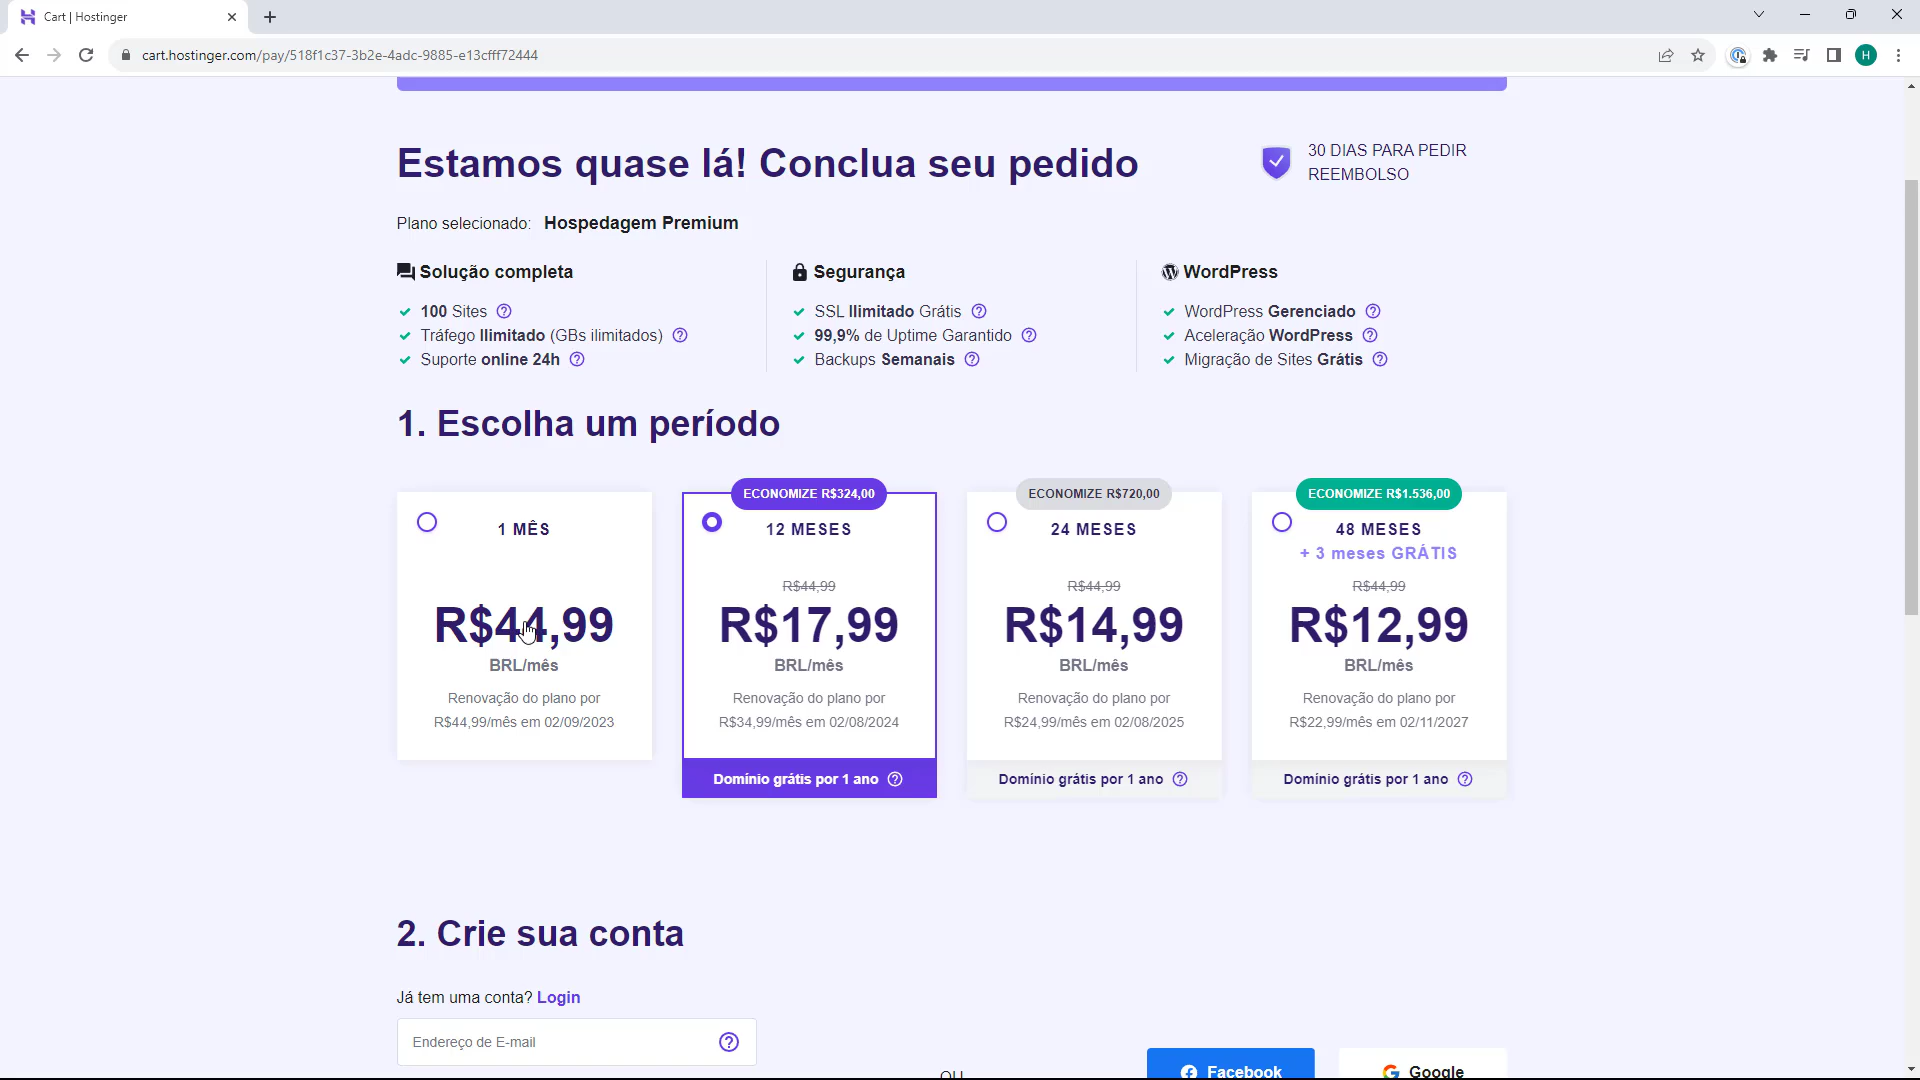 Cart | Hostinger
cart.hostinger.com/pay/518f1c37-3b2e-4adc-9885-e13cfff72444
H
Estamos quase lá! Conclua seu pedido
30 DIAS PARA PEDIR
REEMBOLSO
Plano selecionado: Hospedagem Premium
Solução completa
100 Sites
Tráfego Ilimitado (GBs ilimitados)
Suporte online 24h
Segurança
SSL Ilimitado Grátis
99,9% de Uptime Garantido
Backups Semanais
WordPress
WordPress Gerenciado
Aceleração WordPress
Migração de Sites Grátis
1. Escolha um período
1 MÊS
R$44,99
BRL/mês
Renovação do plano por
R$44,99/mês em 02/09/2023
ECONOMIZE R$324,00
12 MESES
R$44,99
R$17,99
BRL/mês
Renovação do plano por
R$34,99/mês em 02/08/2024
Domínio grátis por 1 ano
ECONOMIZE R$720,00
24 MESES
R$44,99
R$14,99
BRL/mês
Renovação do plano por
R$24,99/mês em 02/08/2025
Domínio grátis por 1 ano
ECONOMIZE R$1.536,00
48 MESES
+ 3 meses GRÁTIS
R$44,99
R$12,99
BRL/mês
Renovação do plano por
R$22,99/mês em 02/11/2027
Domínio grátis por 1 ano
2. Crie sua conta
Já tem uma conta? Login
Endereço de E-mail
OU
Facebook
Google